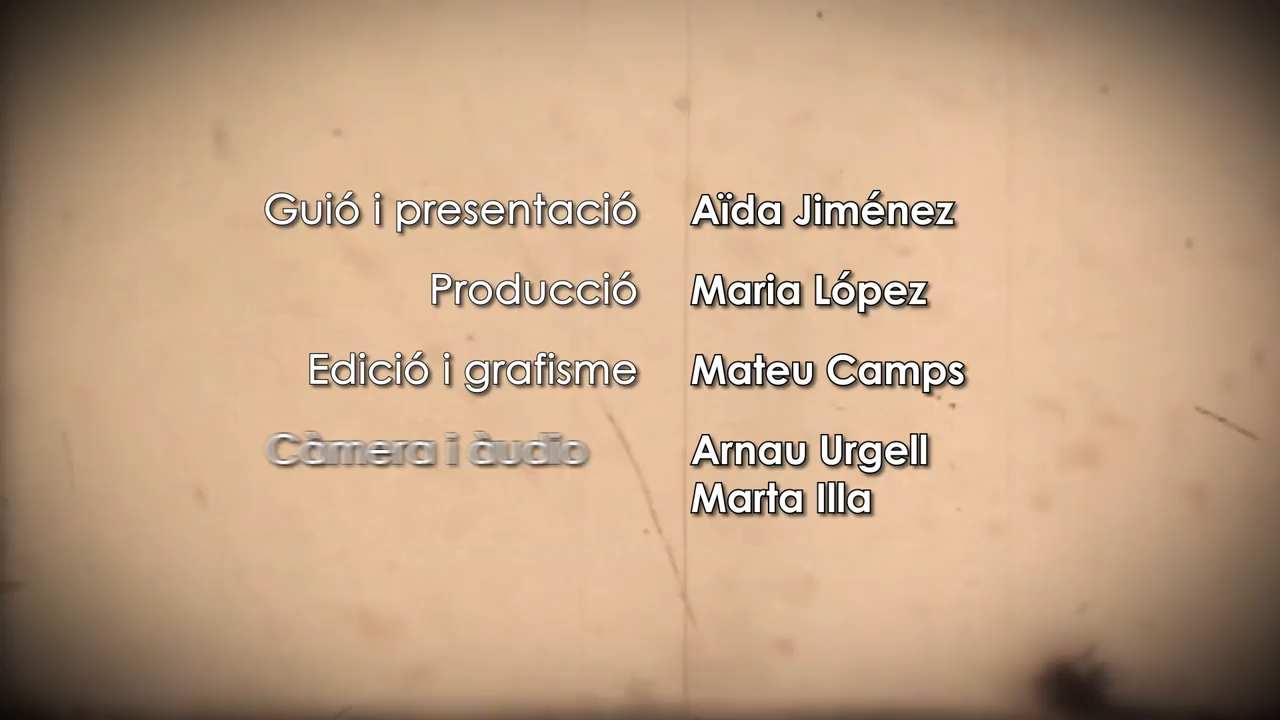 Guió i presentació Aïda Jiménez
Producció Maria López
Edició i grafisme Mateu Camps
Càmera i àudio Arnau Urgell
Marta Illa